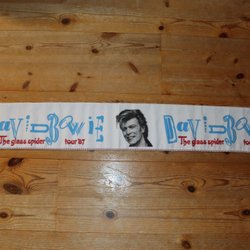 David BowiE
The glass spider tour '87
DaviD BowiE
The glass spider tour '87